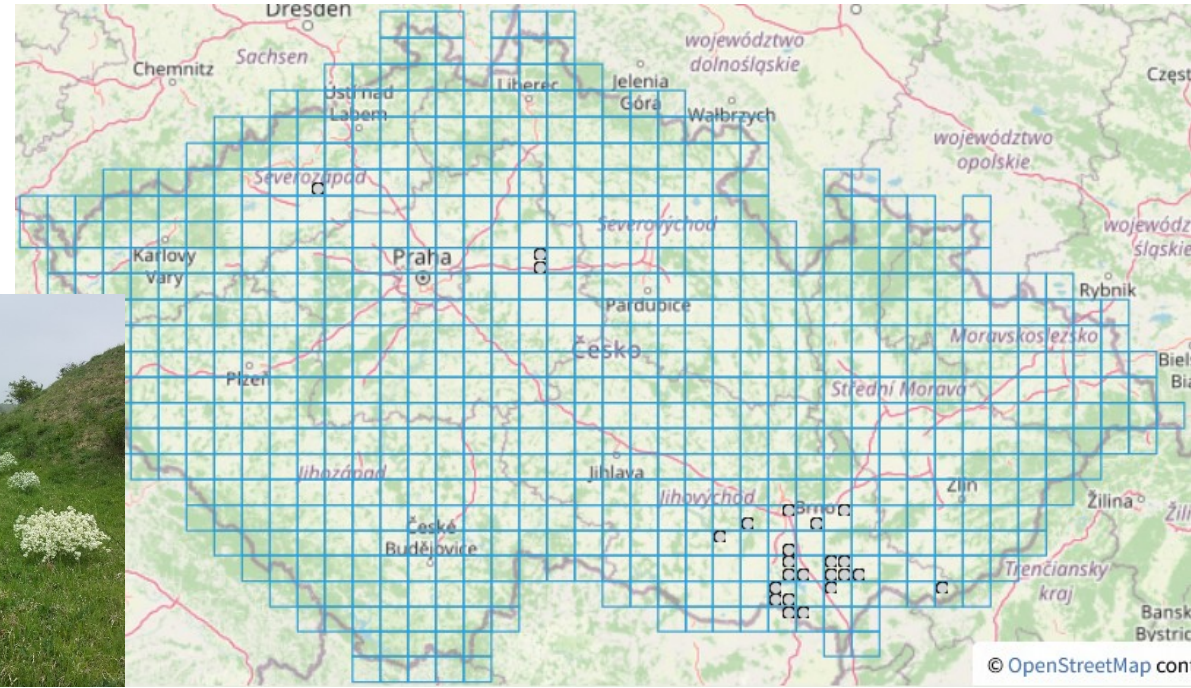 Dresden
Sachsen
Chemnitz
województwo
dolnośląskie
Częst
Liberec
Jelenia
Góra
Ústí nad
Labem
Wałbrzych
województwo
opolskie
Severozápad
Severovýchod
wojewódz
śląskie
Karlovy
Vary
Praha
Pardubice
Rybnik
Moravskoslezsko
Česko
Biel
Bia
Plzeň
Střední Morava
Jihozápad
Jihlava
Jihovýchod
Zlín
Žilina
Žili
Brno
České
Budějovice
Trenčiansky
kraj
Bansk
Bystric
© OpenStreetMap cont